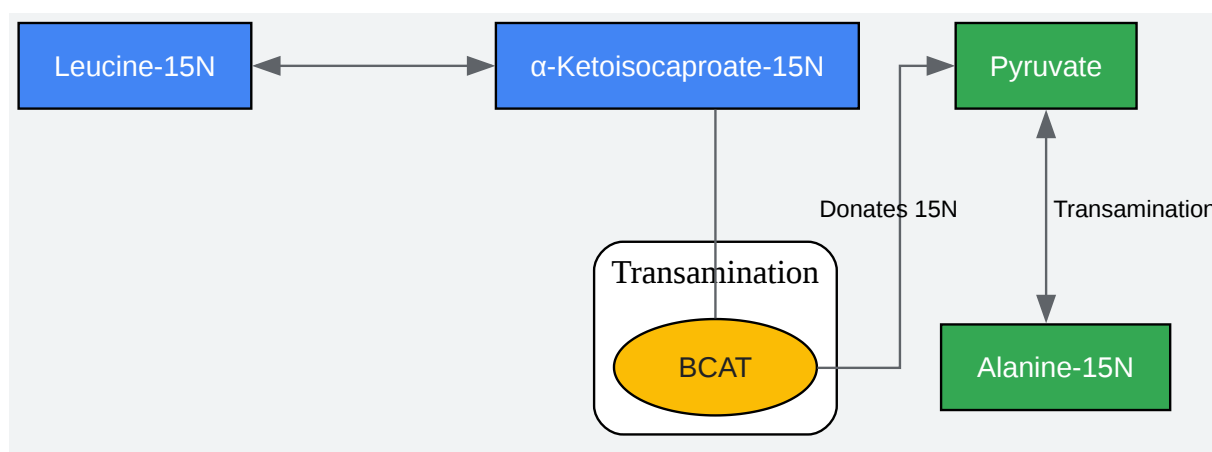 Leucine-15N
α-Ketoisocaproate-15N
Pyruvate
Donates 15N
Transamination
Transamination
BCAT
Alanine-15N